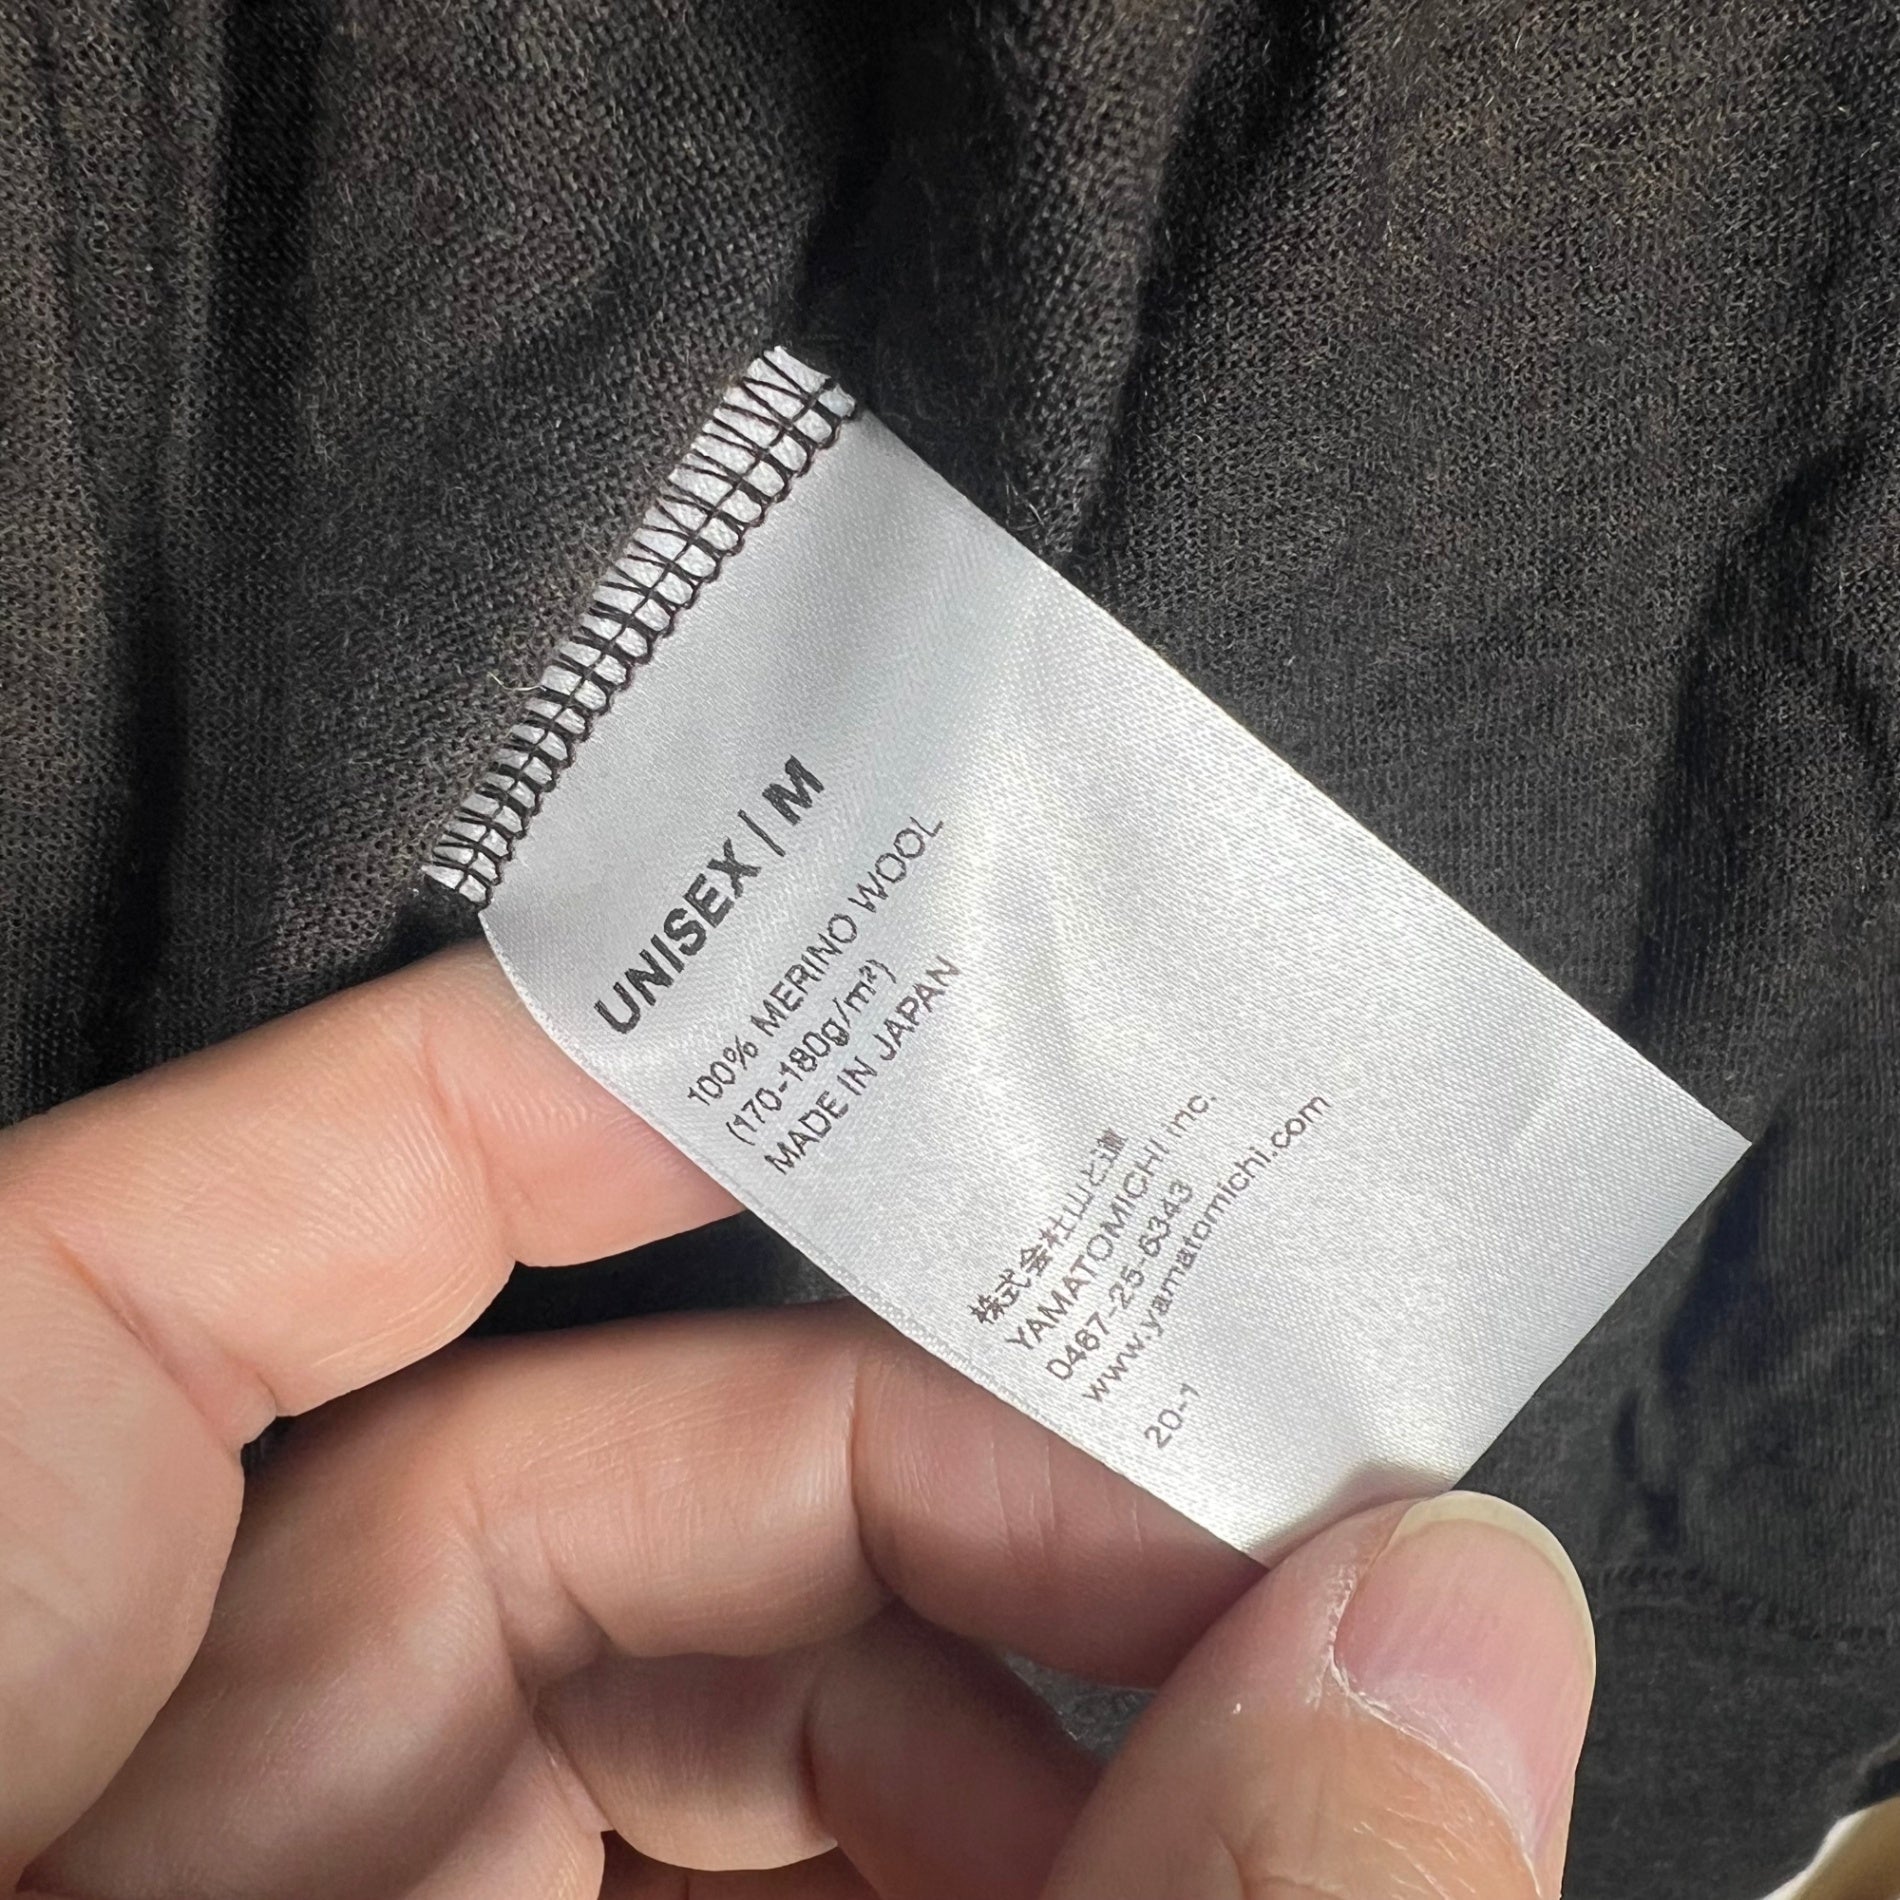 UNISEX | M
100% MERINO WOOL
(170-180g/m²)
MADE IN JAPAN
株式会社山と道
YAMATOMICHI Inc.
0467-25-6343
www.yamatomichi.com
20-1